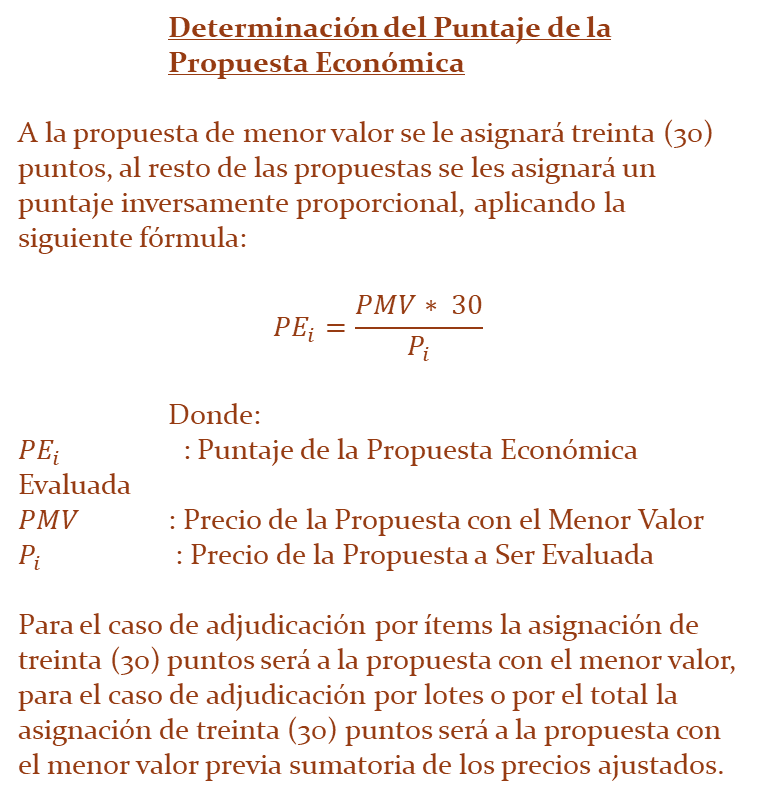 Determinación del Puntaje de la
Propuesta Económica
A la propuesta de menor valor se le asignará treinta (30)
puntos, al resto de las propuestas se les asignará un
puntaje inversamente proporcional, aplicando la
siguiente fórmula:
PE_i = \frac{PMV * 30}{P_i}
Donde:
PE_i : Puntaje de la Propuesta Económica
Evaluada
PMV : Precio de la Propuesta con el Menor Valor
P_i : Precio de la Propuesta a Ser Evaluada
Para el caso de adjudicación por ítems la asignación de
treinta (30) puntos será a la propuesta con el menor valor,
para el caso de adjudicación por lotes o por el total la
asignación de treinta (30) puntos será a la propuesta con
el menor valor previa sumatoria de los precios ajustados.